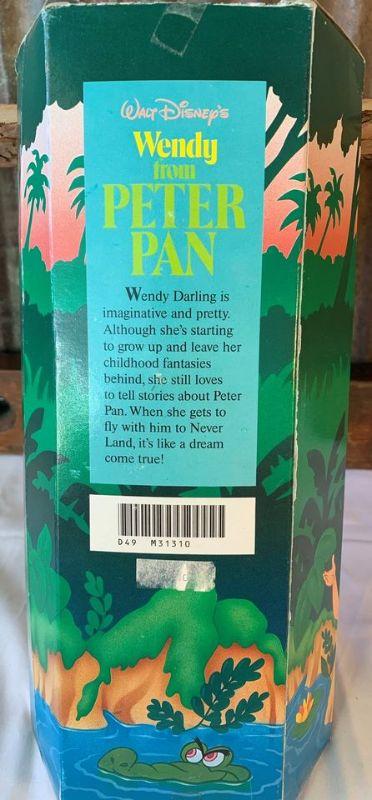 WALT DISNEY'S
Wendy
from
PETER
PAN
Wendy Darling is
imaginative and pretty.
Although she's starting
to grow up and leave her
childhood fantasies
behind, she still loves
to tell stories about Peter
Pan. When she gets to
fly with him to Never
Land, it's like a dream
come true!
D49 M31310